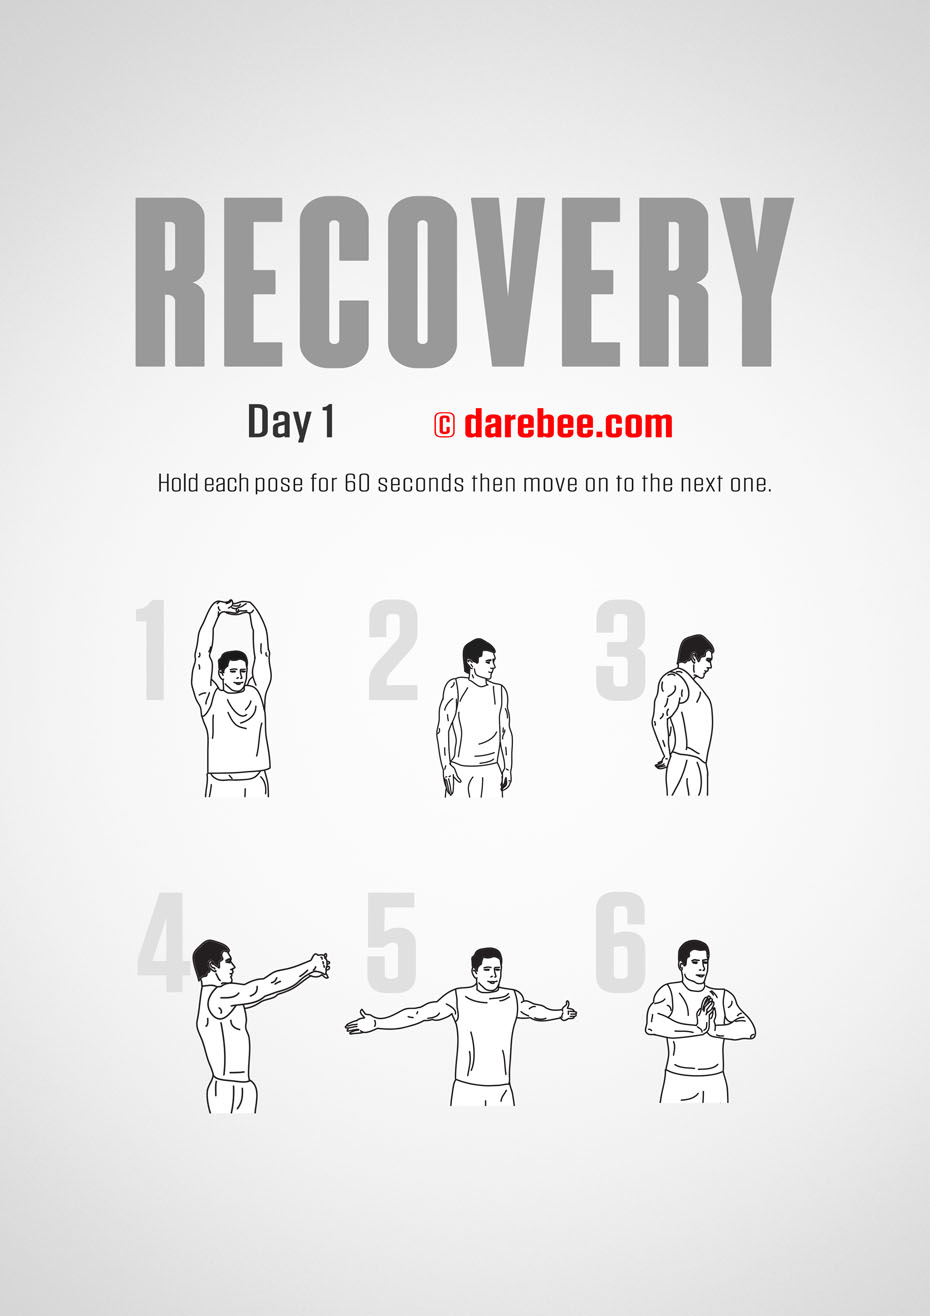 RECOVERY
Day 1 © darebee.com
Hold each pose for 60 seconds then move on to the next one.
1 2 3
4 5 6